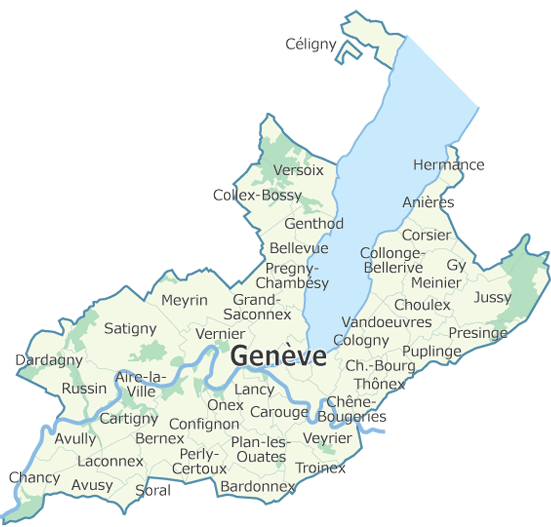 Céligny
Hermance
Versoix
Collex-Bossy
Anières
Genthod
Corsier
Bellevue
Collonge-
Bellerive
Gy
Pregny-
Chambésy
Meinier
Jussy
Meyrin
Grand-
Saconnex
Choulex
Vandoeuvres
Satigny
Vernier
Presinge
Cologny
Genève
Puplinge
Dardagny
Ch.-Bourg
Thônex
Aire-la-
Ville
Russin
Lancy
Onex
Chêne-
Bougeries
Carouge
Cartigny
Confignon
Avully
Bernex
Veyrier
Plan-les-
Ouates
Perly-
Certoux
Laconnex
Troinex
Chancy
Avusy
Soral
Bardonnex